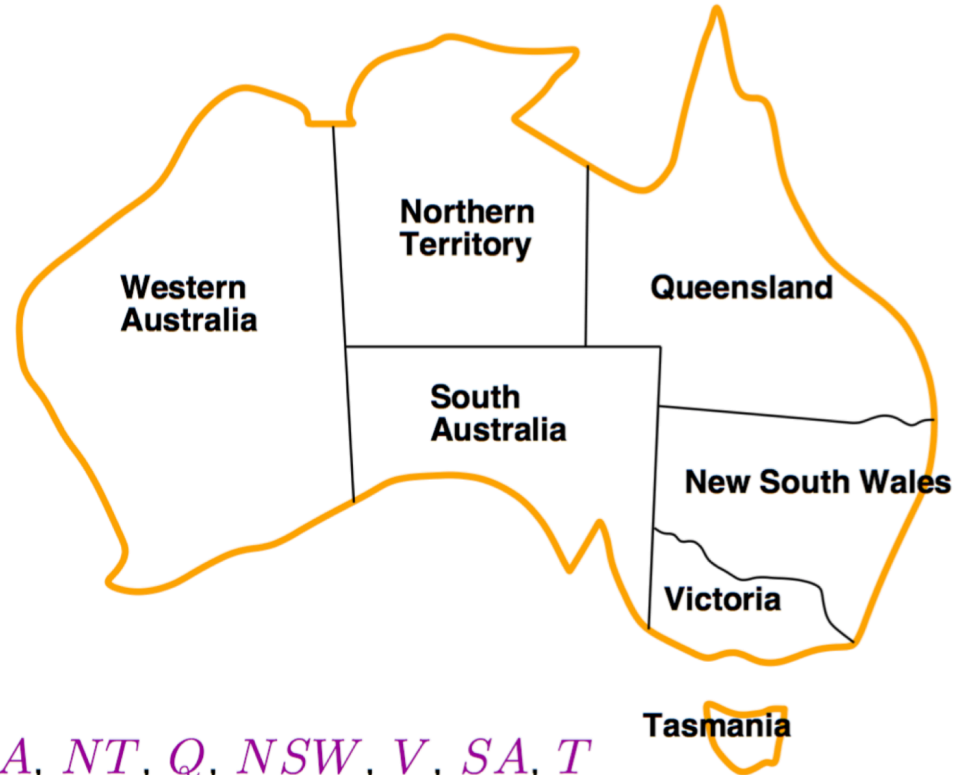 Northern
Territory
Western
Australia
Queensland
South
Australia
New South Wales
Victoria
Tasmania
A, NT, Q, NSW, V, SA, T